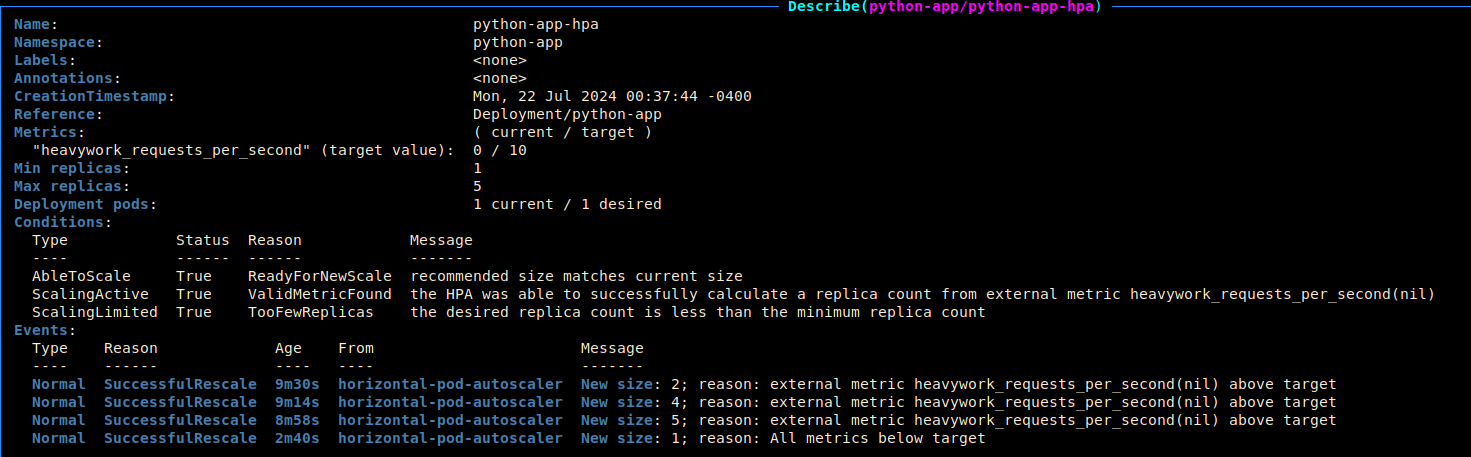 Describe(python-app/python-app-hpa)
Name: python-app-hpa
Namespace: python-app
Labels: <none>
Annotations: <none>
CreationTimestamp: Mon, 22 Jul 2024 00:37:44 -0400
Reference: Deployment/python-app
Metrics: ( current / target )
"heavywork_requests_per_second" (target value): 0 / 10
Min replicas: 1
Max replicas: 5
Deployment pods: 1 current / 1 desired
Conditions:
Type Status Reason Message
---- ------ ------ -------
AbleToScale True ReadyForNewScale recommended size matches current size
ScalingActive True ValidMetricFound the HPA was able to successfully calculate a replica count from external metric heavywork_requests_per_second(nil)
ScalingLimited True TooFewReplicas the desired replica count is less than the minimum replica count
Events:
Type Reason Age From Message
---- ------ ---- ---- -------
Normal SuccessfulRescale 9m30s horizontal-pod-autoscaler New size: 2; reason: external metric heavywork_requests_per_second(nil) above target
Normal SuccessfulRescale 9m14s horizontal-pod-autoscaler New size: 4; reason: external metric heavywork_requests_per_second(nil) above target
Normal SuccessfulRescale 8m58s horizontal-pod-autoscaler New size: 5; reason: external metric heavywork_requests_per_second(nil) above target
Normal SuccessfulRescale 2m40s horizontal-pod-autoscaler New size: 1; reason: All metrics below target